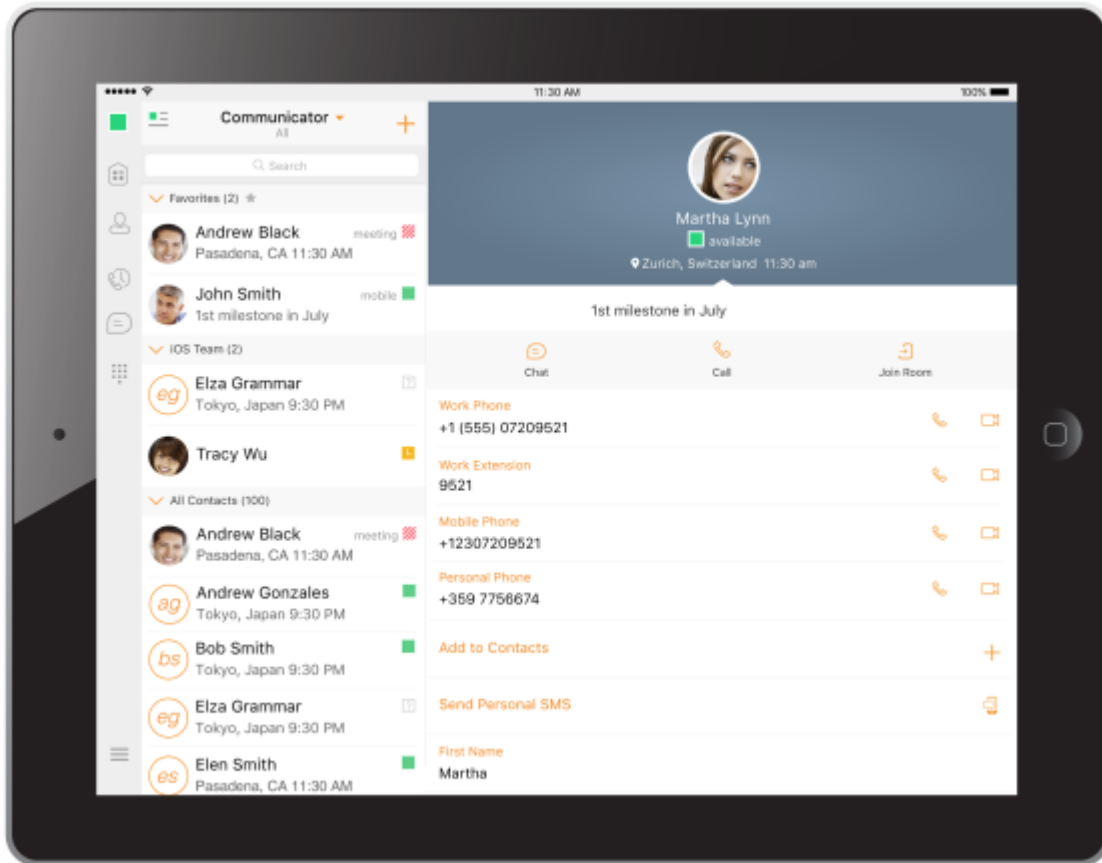 11:30 AM
100%
Communicator
All
Search
Favorites (2)
Andrew Black
meeting
Pasadena, CA 11:30 AM
John Smith
mobile
1st milestone in July
iOS Team (2)
eg
Elza Grammar
Tokyo, Japan 9:30 PM
Tracy Wu
All Contacts (100)
Andrew Black
meeting
Pasadena, CA 11:30 AM
ag
Andrew Gonzales
Tokyo, Japan 9:30 PM
bs
Bob Smith
Tokyo, Japan 9:30 PM
eg
Elza Grammar
Tokyo, Japan 9:30 PM
es
Elen Smith
Pasadena, CA 11:30 AM
Martha Lynn
available
Zurich, Switzerland 11:30 am
1st milestone in July
Chat
Call
Join Room
Work Phone
+1 (555) 07209521
Work Extension
9521
Mobile Phone
+12307209521
Personal Phone
+359 7756674
Add to Contacts
Send Personal SMS
First Name
Martha